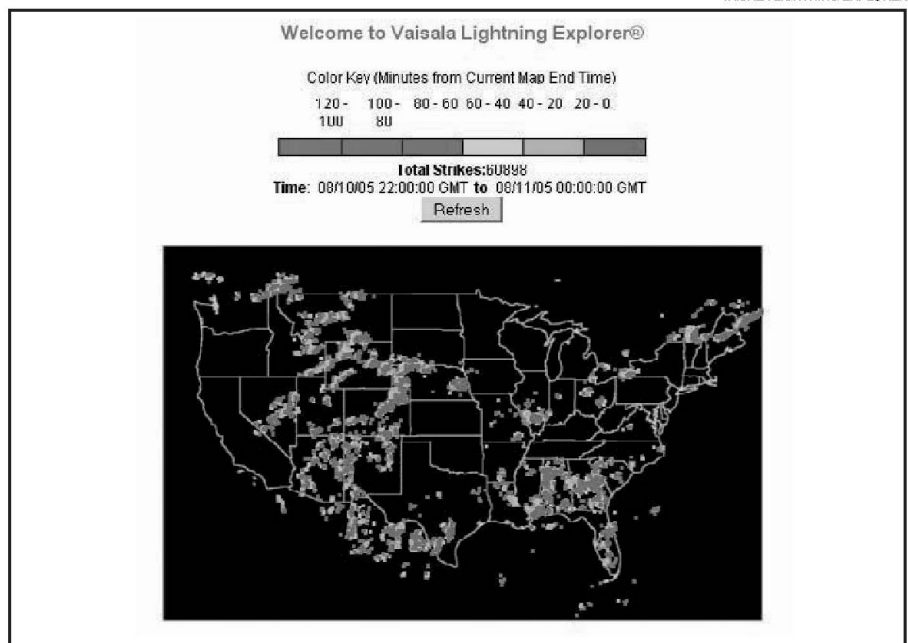 Welcome to Vaisala Lightning Explorer®
Color Key (Minutes from Current Map End Time)
120 - 100 - 80 - 60 60 - 40 40 - 20 20 - 0
100 80
Total Strikes:60898
Time: 08/10/05 22:00:00 GMT to 08/11/05 00:00:00 GMT
Refresh